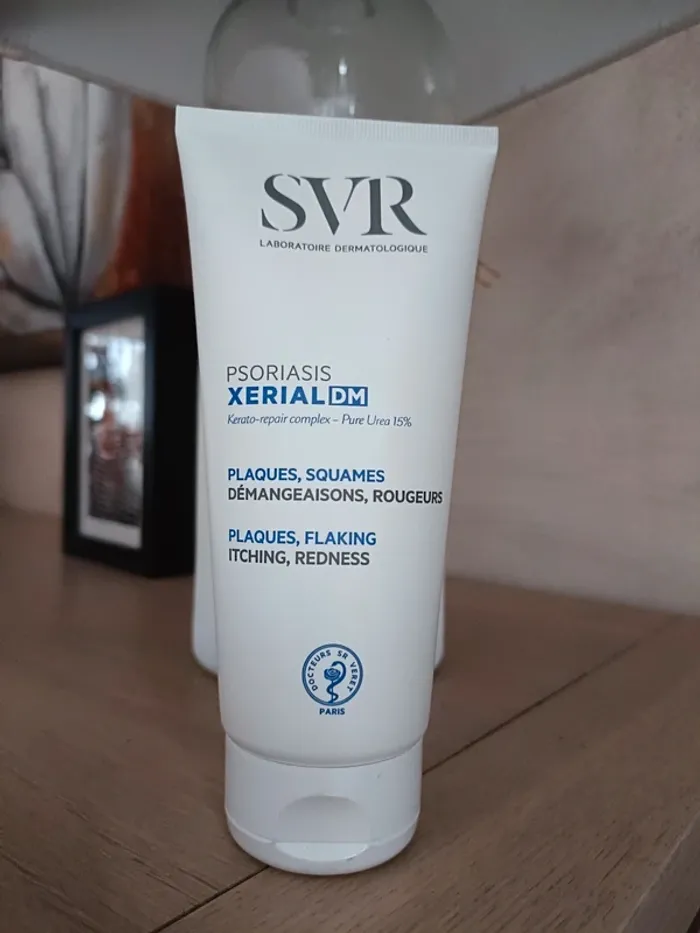 SVR
LABORATOIRE DERMATOLOGIQUE
PSORIASIS
XERIAL DM
Kerato-repair complex – Pure Urea 15%
PLAQUES, SQUAMES
DÉMANGEAISONS, ROUGEURS
PLAQUES, FLAKING
ITCHING, REDNESS
DOCTEURS SR VERET
PARIS